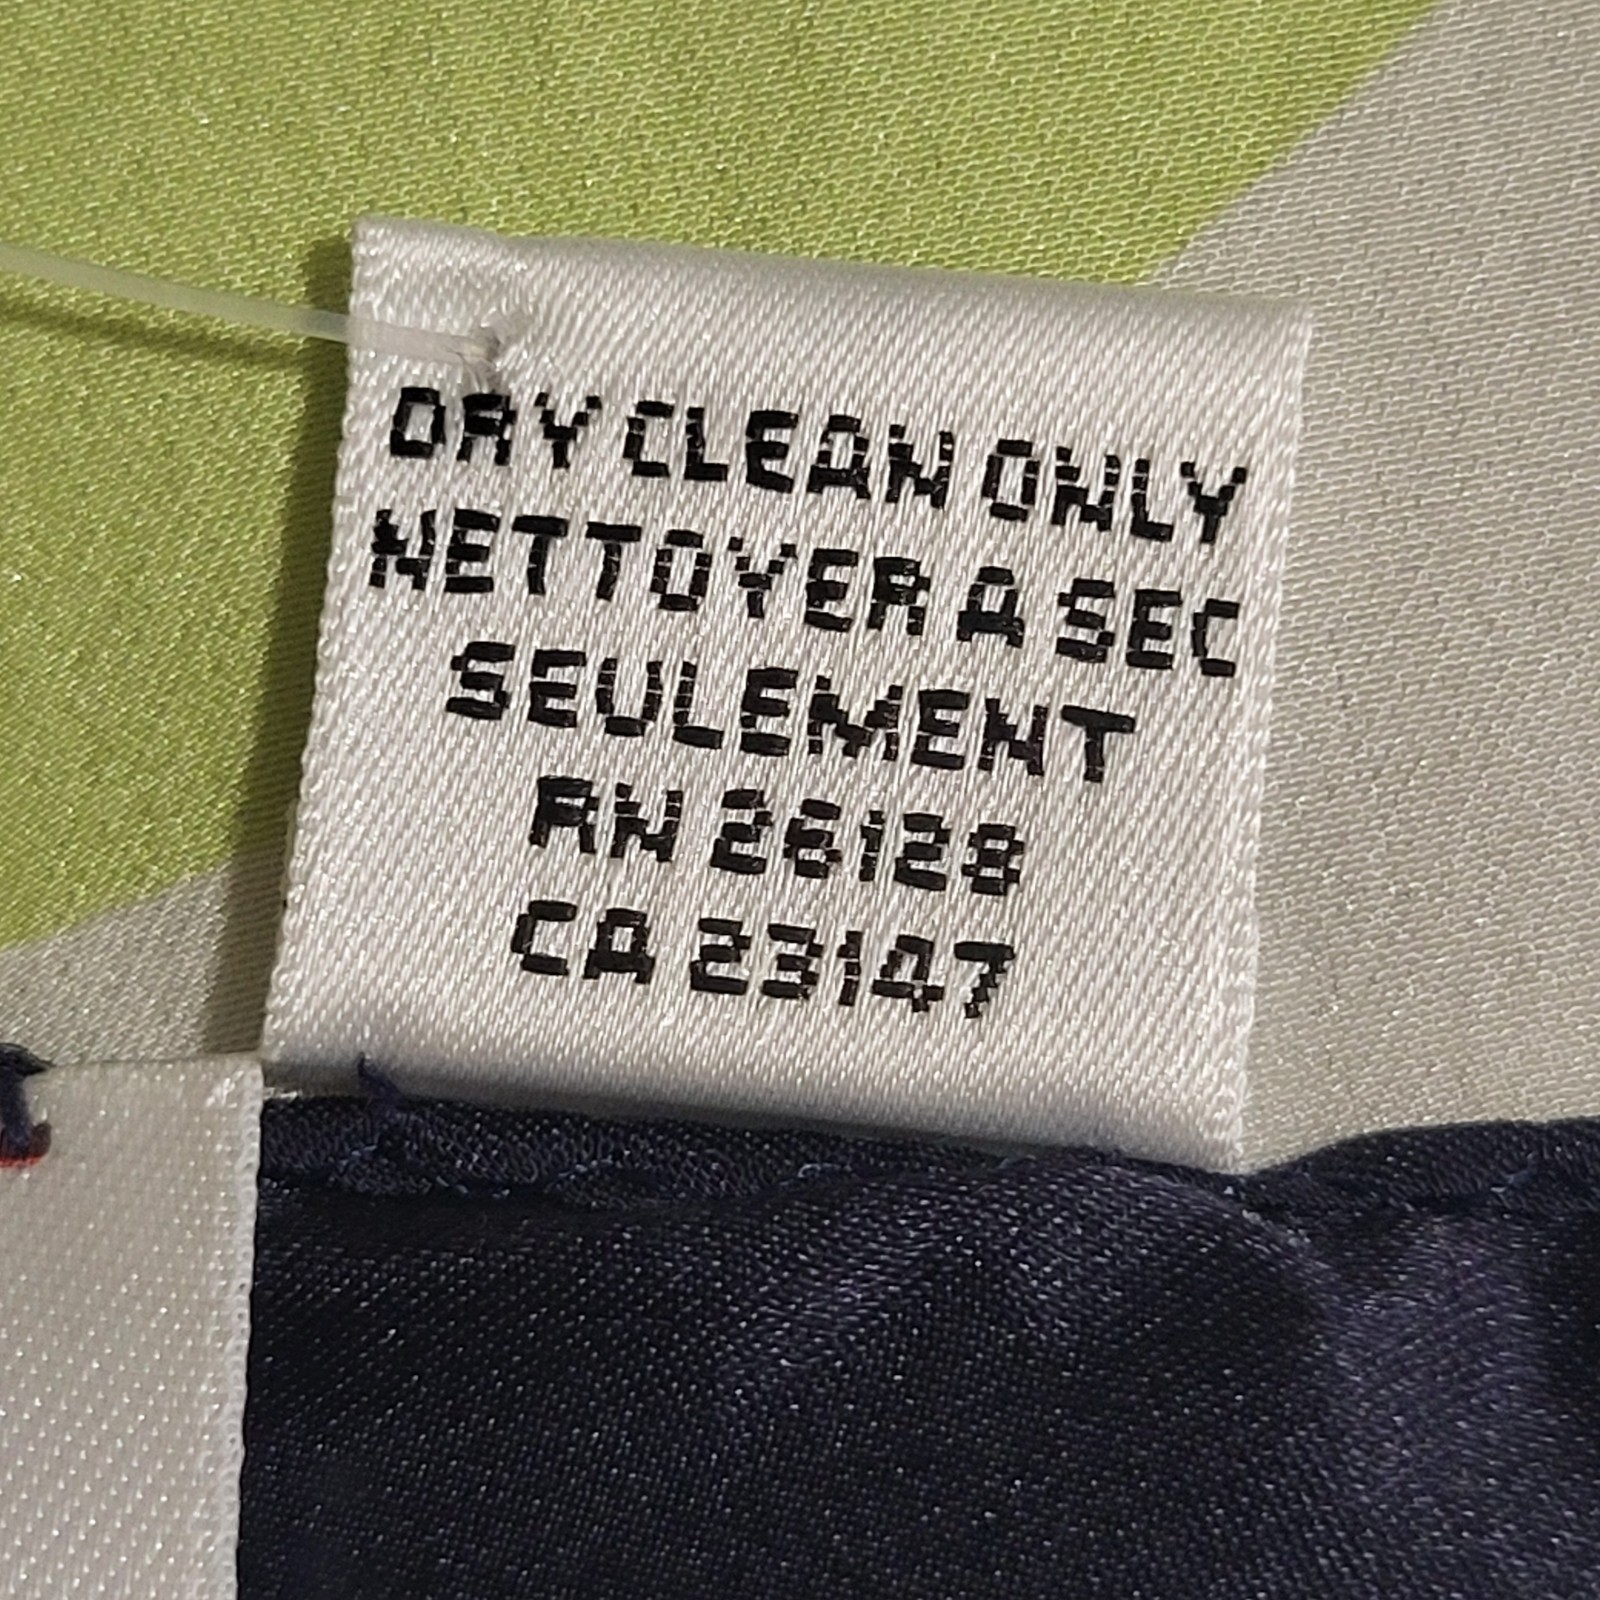 DRY CLEAN ONLY
NETTOYER A SEC
SEULEMENT
RN 26128
CA 23147